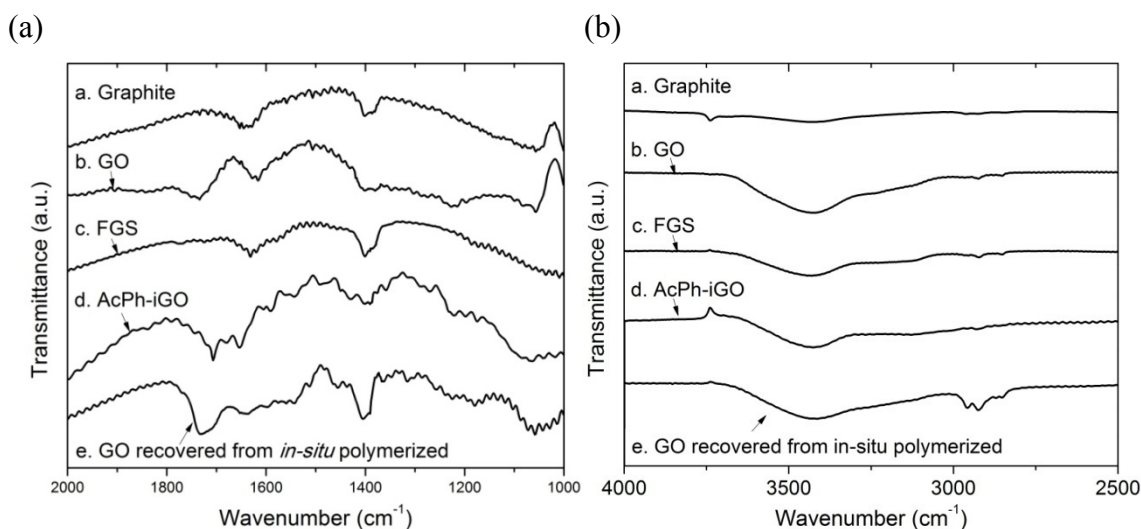 (a)
(b)
a. Graphite
b. GO
c. FGS
d. AcPh-iGO
e. GO recovered from in-situ polymerized
Transmittance (a.u.)
2000 1800 1600 1400 1200 1000
Wavenumber (cm⁻¹)
a. Graphite
b. GO
c. FGS
d. AcPh-iGO
e. GO recovered from in-situ polymerized
Transmittance (a.u.)
4000 3500 3000 2500
Wavenumber (cm⁻¹)